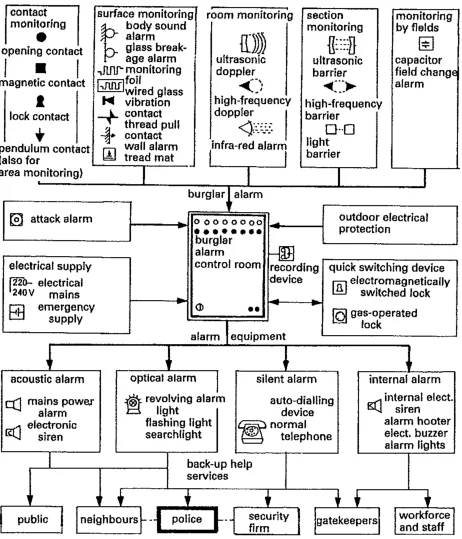 contact
monitoring
opening contact
magnetic contact
lock contact
pendulum contact
(also for
area monitoring)
surface monitoring
body sound
alarm
glass break-
age alarm
monitoring
foil
wired glass
vibration
contact
thread pull
contact
wall alarm
tread mat
room monitoring
ultrasonic
doppler
high-frequency
doppler
infra-red alarm
section
monitoring
ultrasonic
barrier
high-frequency
barrier
light
barrier
monitoring
by fields
capacitor
field change
alarm
burglar alarm
attack alarm
burglar
alarm
control room
outdoor electrical
protection
electrical supply
220-
240 V
electrical
mains
emergency
supply
recording
device
quick switching device
electromagnetically
switched lock
gas-operated
lock
alarm equipment
acoustic alarm
mains power
alarm
electronic
siren
optical alarm
revolving alarm
light
flashing light
searchlight
silent alarm
auto-dialling
device
normal
telephone
internal alarm
internal elect.
siren
alarm hooter
elect. buzzer
alarm lights
back-up help
services
public
neighbours
police
security
firm
gatekeepers
workforce
and staff